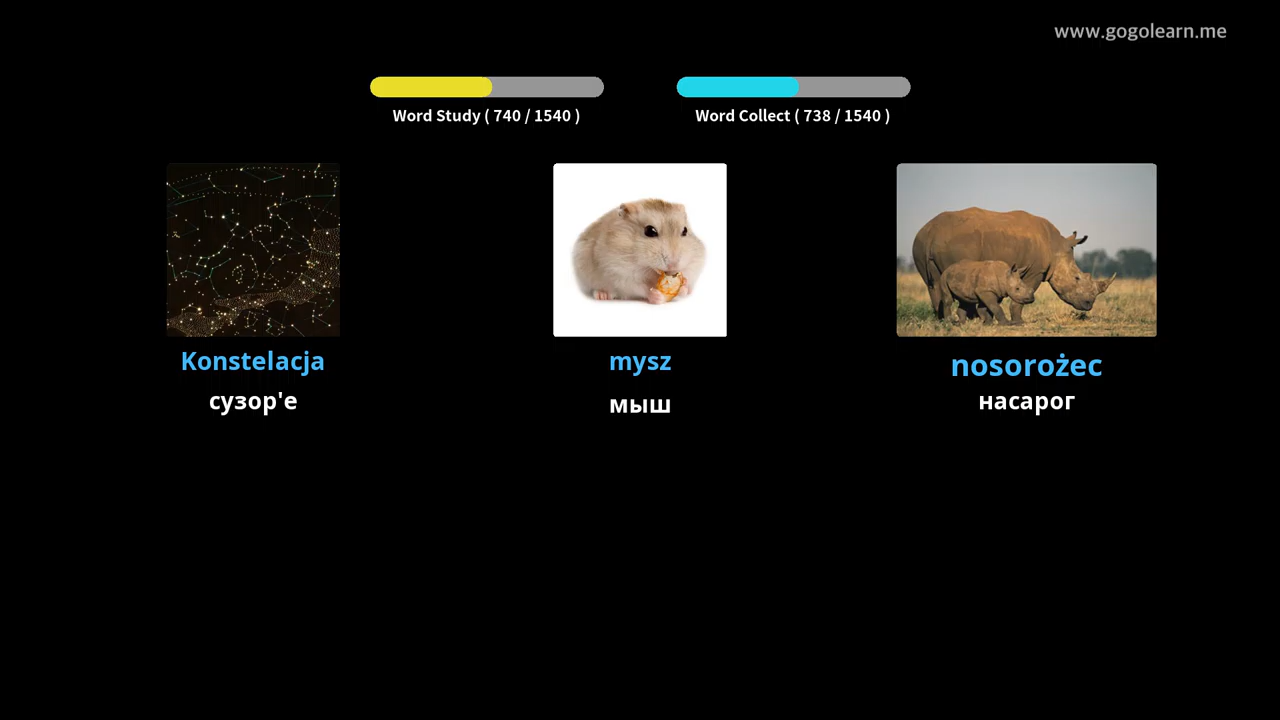 www.gogolearn.me
Word Study ( 740 / 1540 )
Word Collect ( 738 / 1540 )
Konstelacja
mysz
nosorożec
сузор'е
мыш
насарог